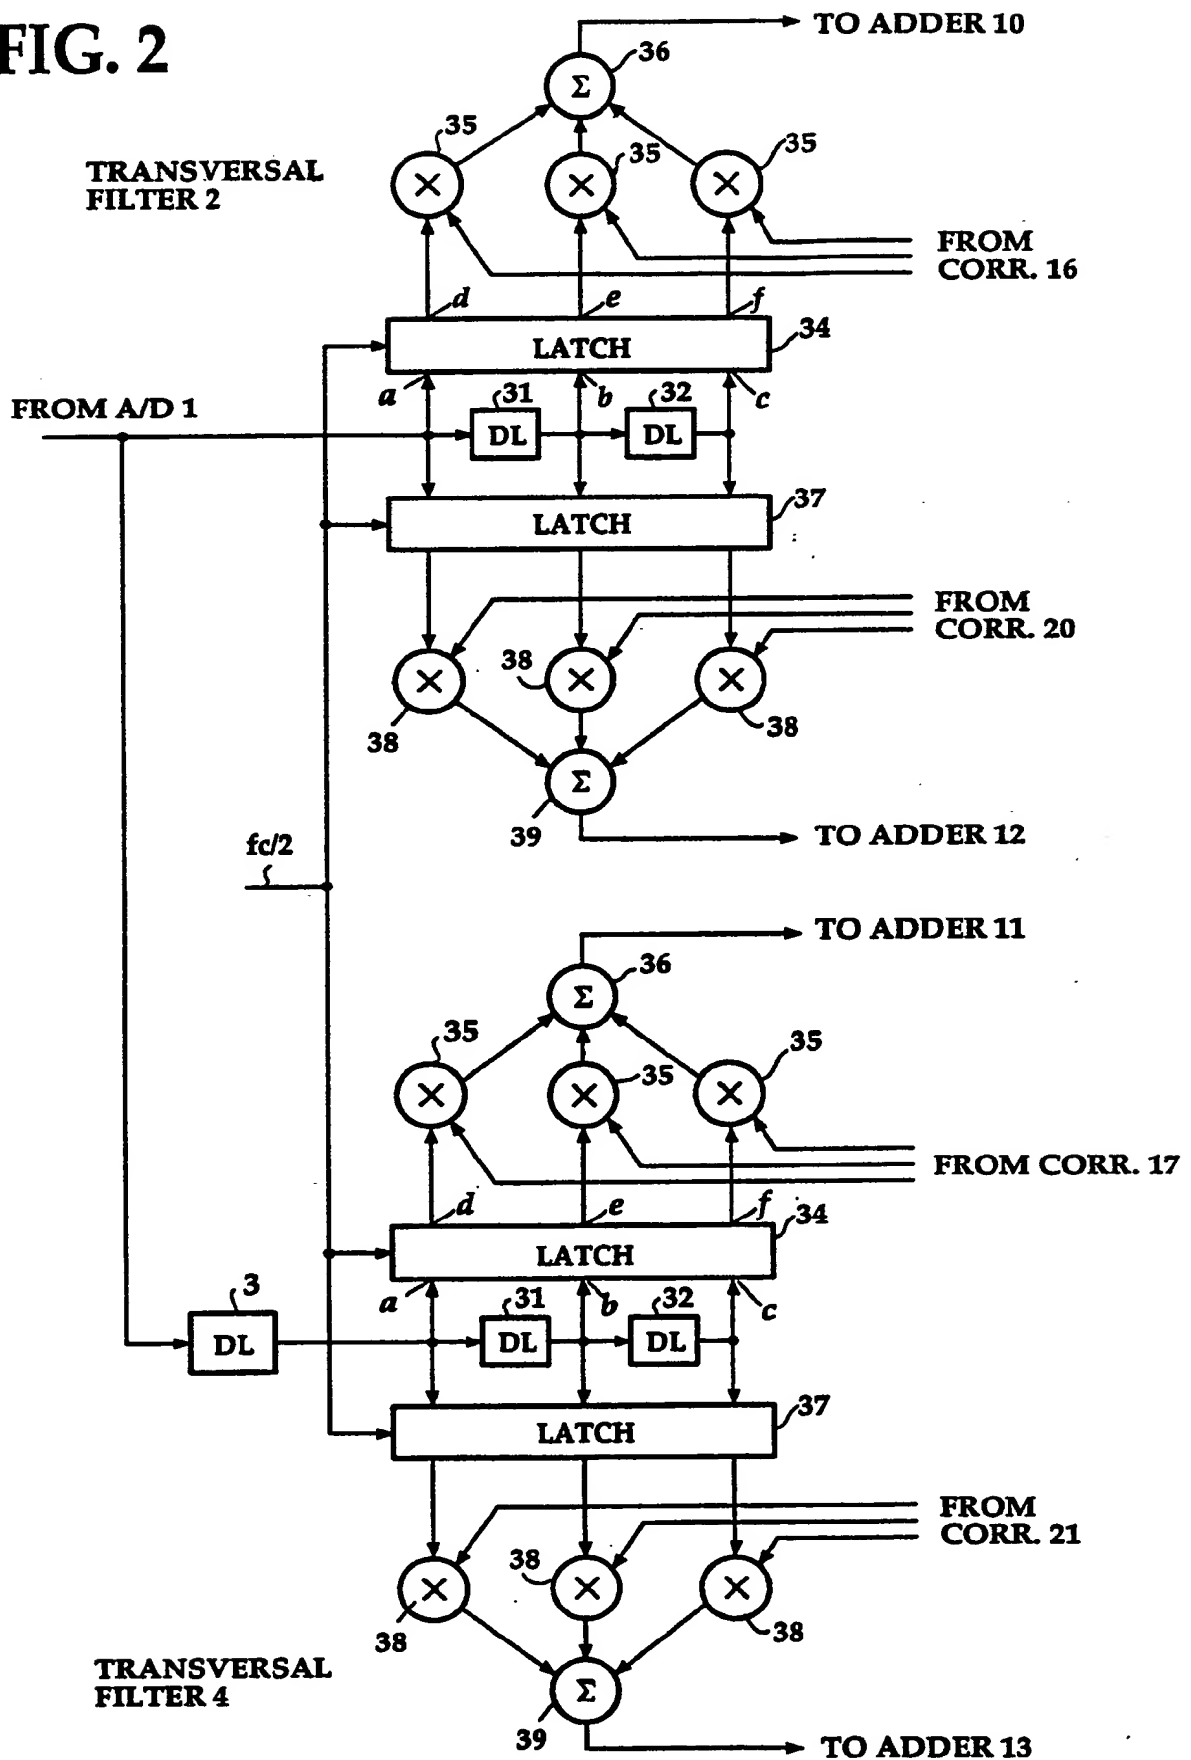 FIG. 2
TO ADDER 10
36
Σ
35
35
35
TRANSVERSAL
FILTER 2
FROM
CORR. 16
d
e
f
34
LATCH
a
b
c
FROM A/D 1
31
32
DL
DL
37
LATCH
FROM
CORR. 20
38
38
38
Σ
39
TO ADDER 12
fc/2
TO ADDER 11
36
Σ
35
35
35
FROM CORR. 17
d
e
f
34
LATCH
a
b
c
3
31
32
DL
DL
DL
37
LATCH
FROM
CORR. 21
38
38
38
TRANSVERSAL
FILTER 4
Σ
39
TO ADDER 13